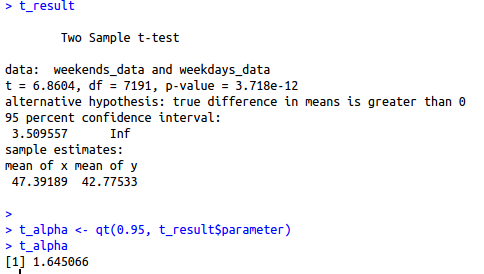 > t_result
Two Sample t-test
data:  weekends_data and weekdays_data
t = 6.8604, df = 7191, p-value = 3.718e-12
alternative hypothesis: true difference in means is greater than 0
95 percent confidence interval:
3.509557      Inf
sample estimates:
mean of x mean of y
47.39189  42.77533
>
> t_alpha <- qt(0.95, t_result$parameter)
> t_alpha
[1] 1.645066